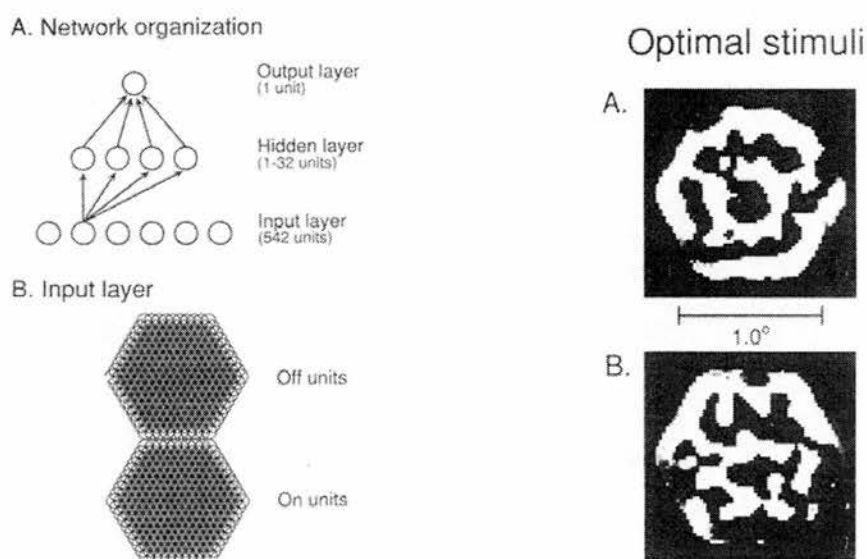 A. Network organization
Output layer
(1 unit)
Hidden layer
(1-32 units)
Input layer
(542 units)
B. Input layer
Off units
On units
Optimal stimuli
A.
1.0°
B.